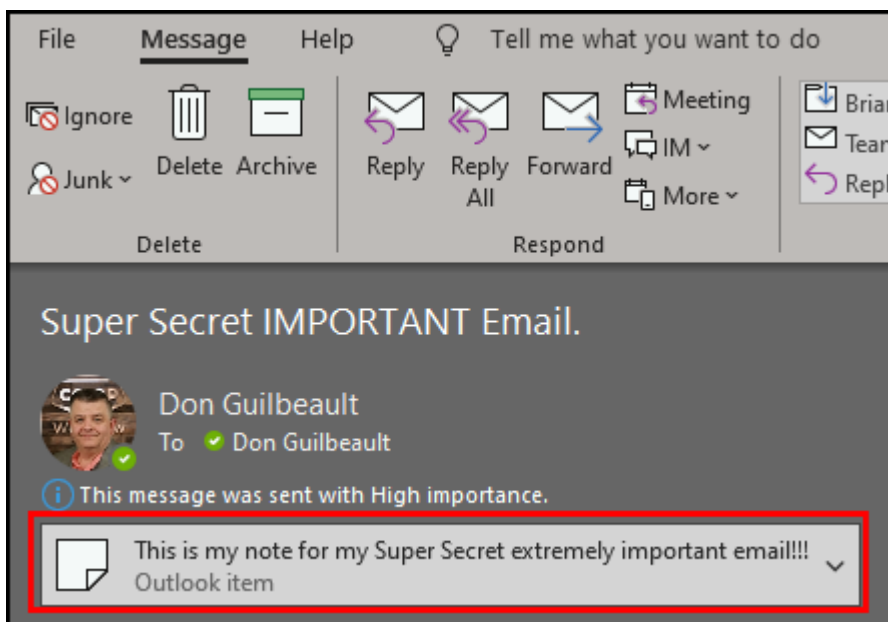 File Message Help Tell me what you want to do
Ignore
Junk
Delete Archive
Delete
Reply Reply All Forward
Meeting
IM
More
Respond
Super Secret IMPORTANT Email.
Don Guilbeault
To Don Guilbeault
This message was sent with High importance.
This is my note for my Super Secret extremely important email!!!
Outlook item